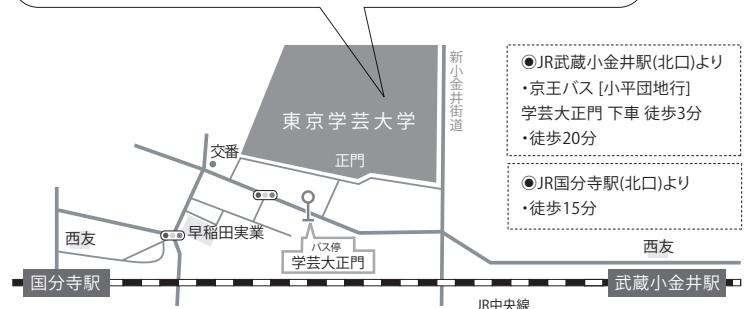 新小金井街道
東京学芸大学
正門
交番
早稲田実業
西友
バス停
学芸大正門
西友
国分寺駅
武蔵小金井駅
JR中央線
◉JR武蔵小金井駅(北口)より
・京王バス [小平団地行]
学芸大正門 下車 徒歩3分
・徒歩20分
◉JR国分寺駅(北口)より
・徒歩15分